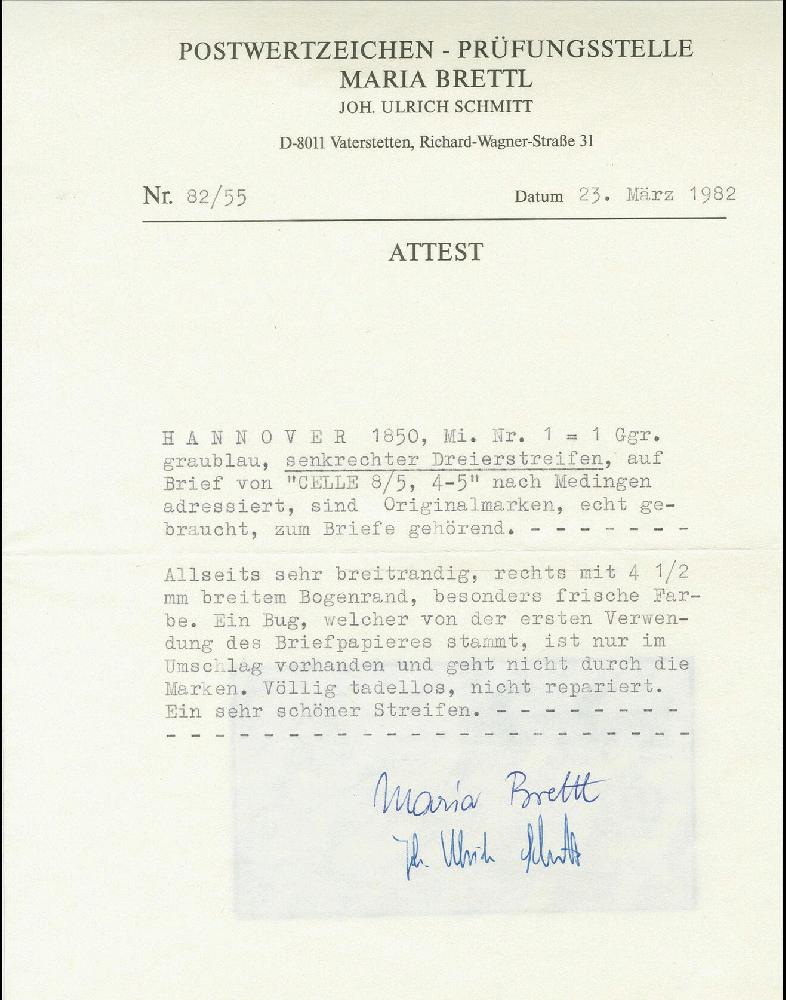 POSTWERTZEICHEN - PRÜFUNGSSTELLE
MARIA BRETTL
JOH. ULRICH SCHMITT
D-8011 Vaterstetten, Richard-Wagner-Straße 31
Nr. 82/55 Datum 23. März 1982
ATTEST
H A N N O V E R 1850, Mi. Nr. 1 = 1 Ggr.
graublau, senkrechter Dreierstreifen, auf
Brief von "CELLE 8/5, 4-5" nach Medingen
adressiert, sind Originalmarken, echt ge-
braucht, zum Briefe gehörend. - - - - - - -
Allseits sehr breitrandig, rechts mit 4 1/2
mm breitem Bogenrand, besonders frische Far-
be. Ein Bug, welcher von der ersten Verwen-
dung des Briefpapieres stammt, ist nur im
Umschlag vorhanden und geht nicht durch die
Marken. Völlig tadellos, nicht repariert.
Ein sehr schöner Streifen. - - - - - - - -
- - - - - - - - - - - - - - - - - - - - - -
Maria Brettl
Joh. Ulrich Schmitt